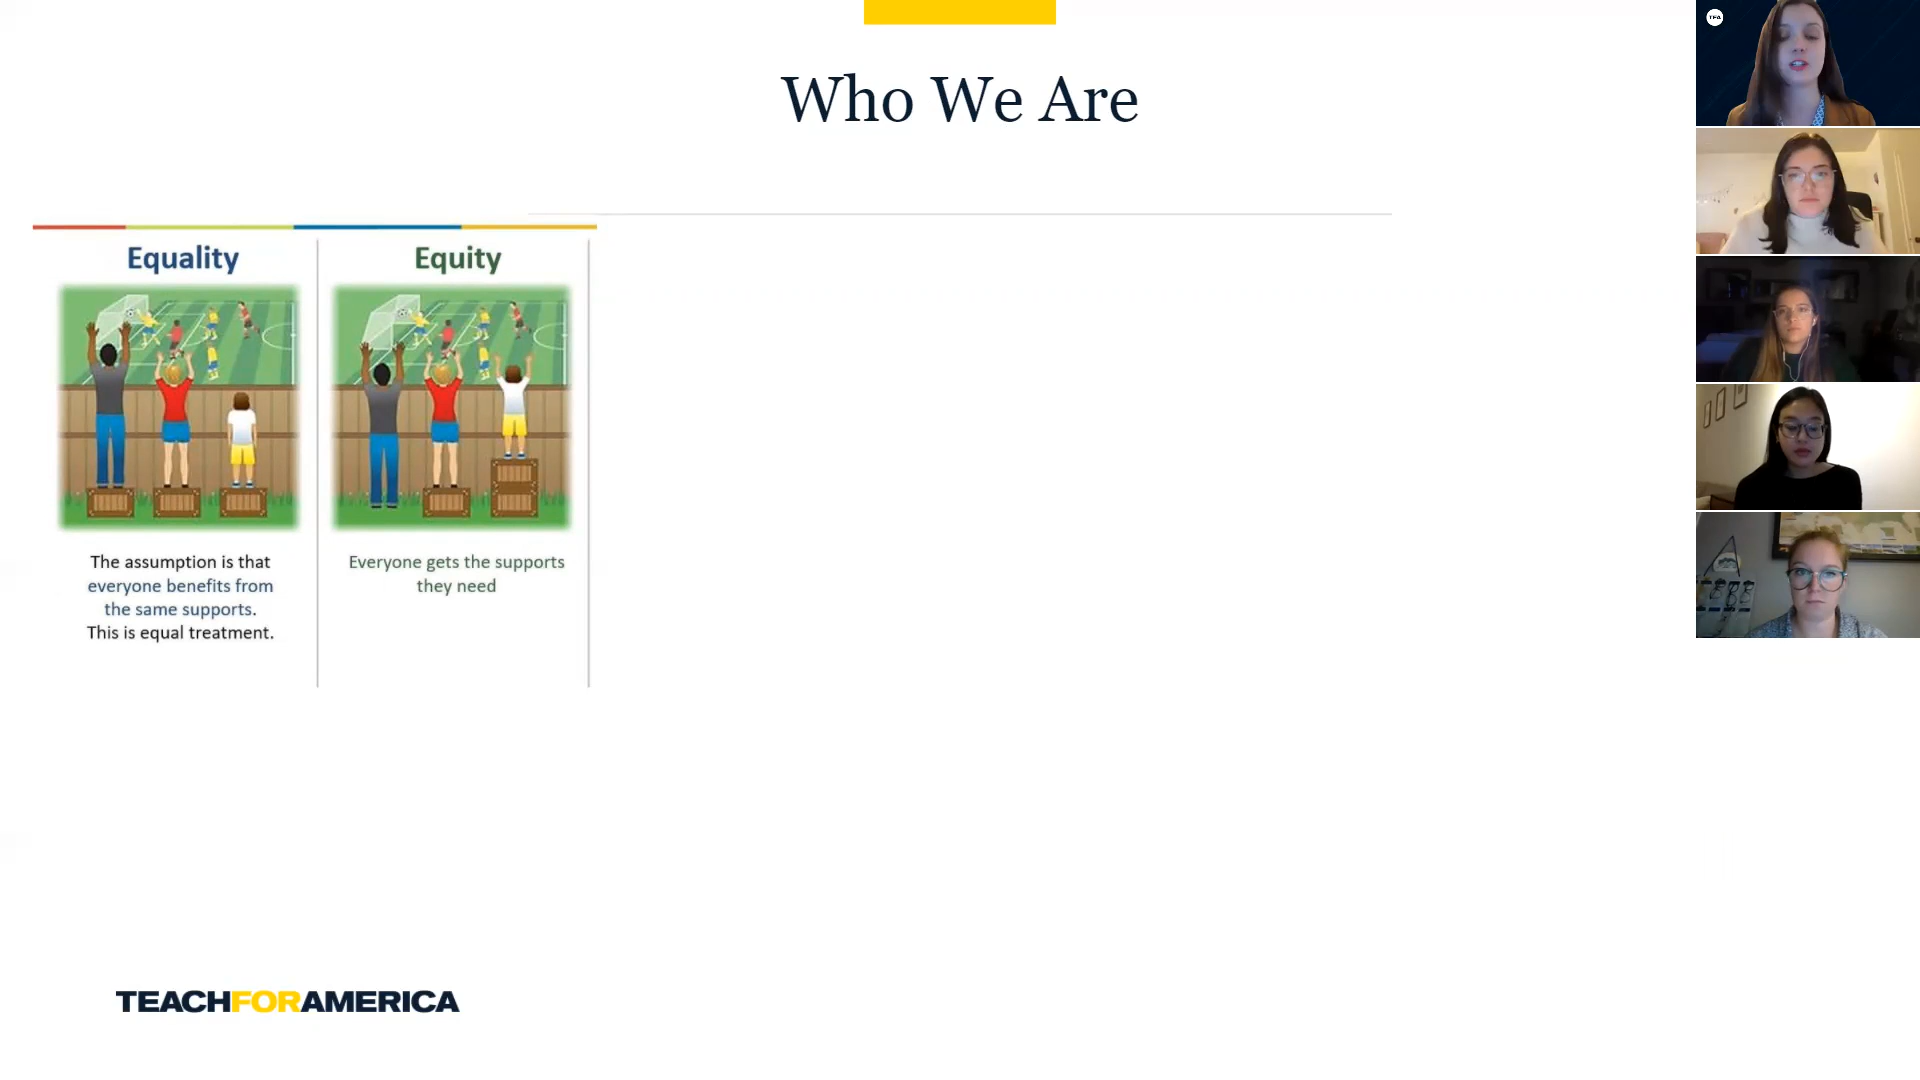 Who We Are
Equality
The assumption is that
everyone benefits from
the same supports.
This is equal treatment.
Equity
Everyone gets the supports
they need
TEACHFORAMERICA
TFA